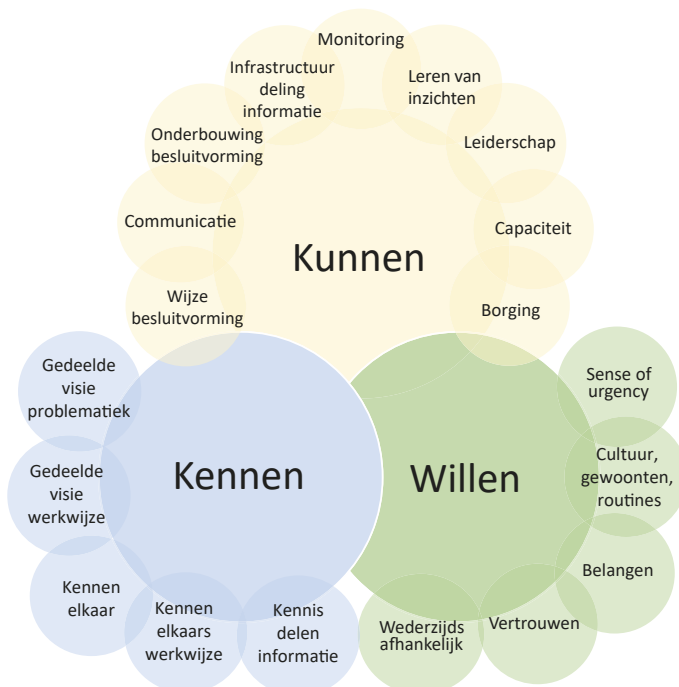 Monitoring
Infrastructuur
deling
informatie
Leren van
inzichten
Onderbouwing
besluitvorming
Leiderschap
Communicatie
Capaciteit
Kunnen
Wijze
besluitvorming
Borging
Gedeelde
visie
problematiek
Sense of
urgency
Gedeelde
visie
werkwijze
Kennen
Willen
Cultuur,
gewoonten,
routines
Kennen
elkaar
Belangen
Kennen
elkaars
werkwijze
Kennis
delen
informatie
Wederzijds
afhankelijk
Vertrouwen